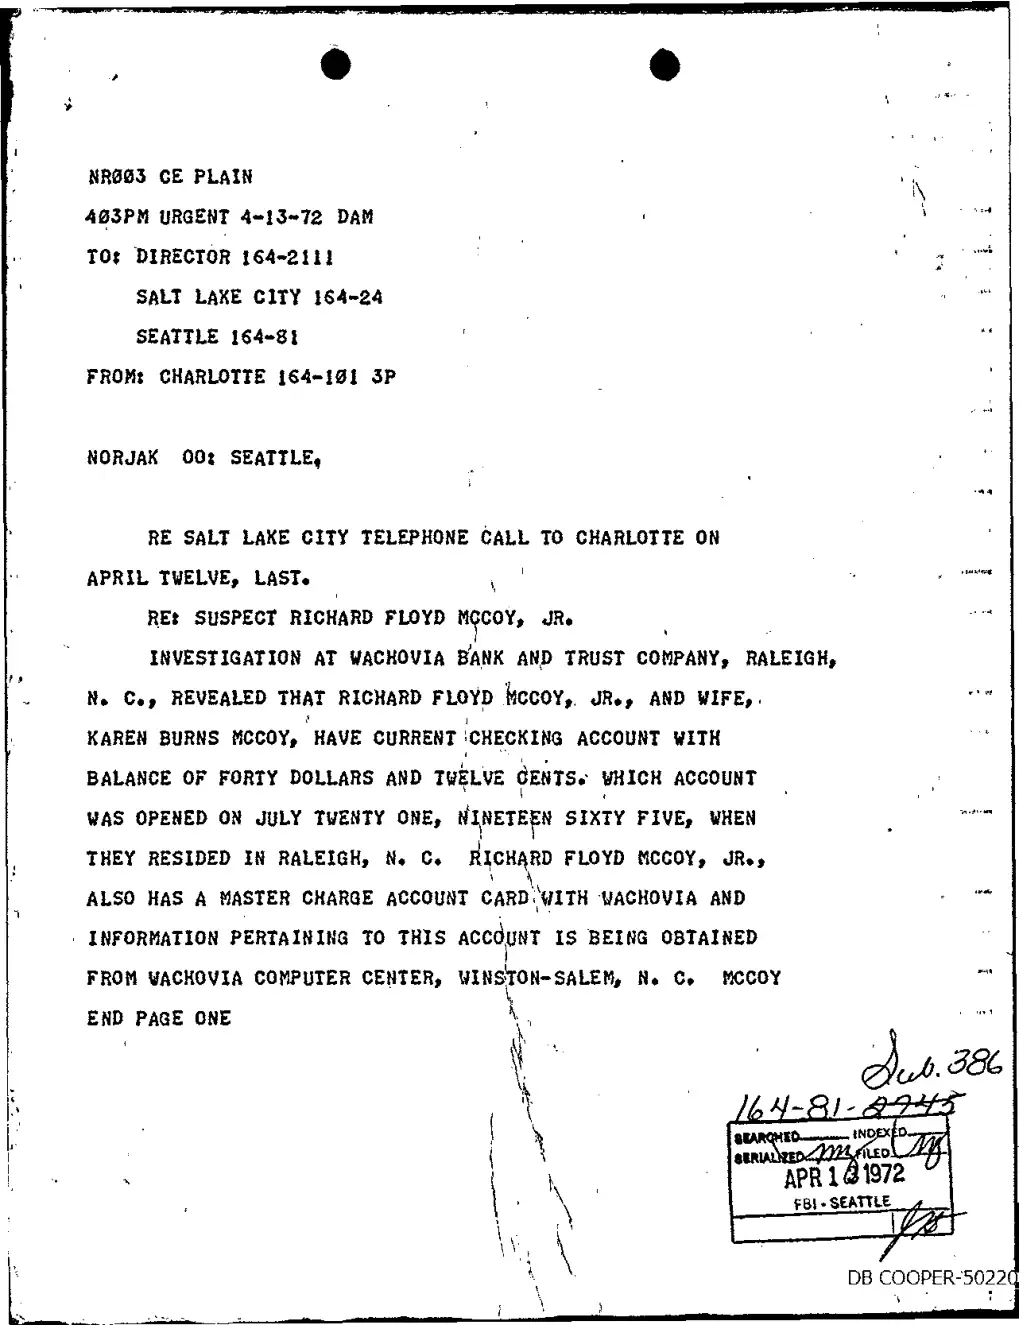 NR003 CE PLAIN
403PM URGENT 4-13-72 DAM
TO: DIRECTOR 164-2111
SALT LAKE CITY 164-24
SEATTLE 164-81
FROM: CHARLOTTE 164-101 3P
NORJAK OO: SEATTLE,
RE SALT LAKE CITY TELEPHONE CALL TO CHARLOTTE ON
APRIL TWELVE, LAST.
RE: SUSPECT RICHARD FLOYD MCCOY, JR.
INVESTIGATION AT WACHOVIA BANK AND TRUST COMPANY, RALEIGH,
N. C., REVEALED THAT RICHARD FLOYD MCCOY, JR., AND WIFE,
KAREN BURNS MCCOY, HAVE CURRENT CHECKING ACCOUNT WITH
BALANCE OF FORTY DOLLARS AND TWELVE CENTS. WHICH ACCOUNT
WAS OPENED ON JULY TWENTY ONE, NINETEEN SIXTY FIVE, WHEN
THEY RESIDED IN RALEIGH, N. C. RICHARD FLOYD MCCOY, JR.,
ALSO HAS A MASTER CHARGE ACCOUNT CARD WITH WACHOVIA AND
INFORMATION PERTAINING TO THIS ACCOUNT IS BEING OBTAINED
FROM WACHOVIA COMPUTER CENTER, WINSTON-SALEM, N. C. MCCOY
END PAGE ONE
Sub. 386
164-81-2745
SEARCHED INDEXED
SERIALIZED FILED
APR 13 1972
FBI - SEATTLE
DB COOPER-50220